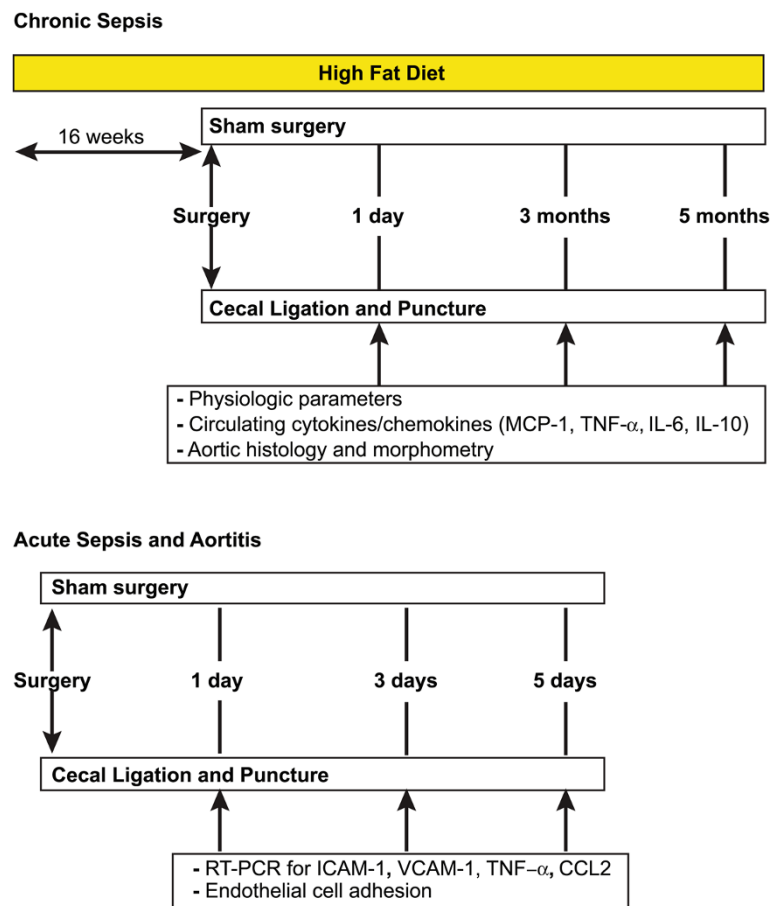 Chronic Sepsis
High Fat Diet
16 weeks
Sham surgery
Surgery 1 day 3 months 5 months
Cecal Ligation and Puncture
- Physiologic parameters
- Circulating cytokines/chemokines (MCP-1, TNF-α, IL-6, IL-10)
- Aortic histology and morphometry
Acute Sepsis and Aortitis
Sham surgery
Surgery 1 day 3 days 5 days
Cecal Ligation and Puncture
- RT-PCR for ICAM-1, VCAM-1, TNF-α, CCL2
- Endothelial cell adhesion